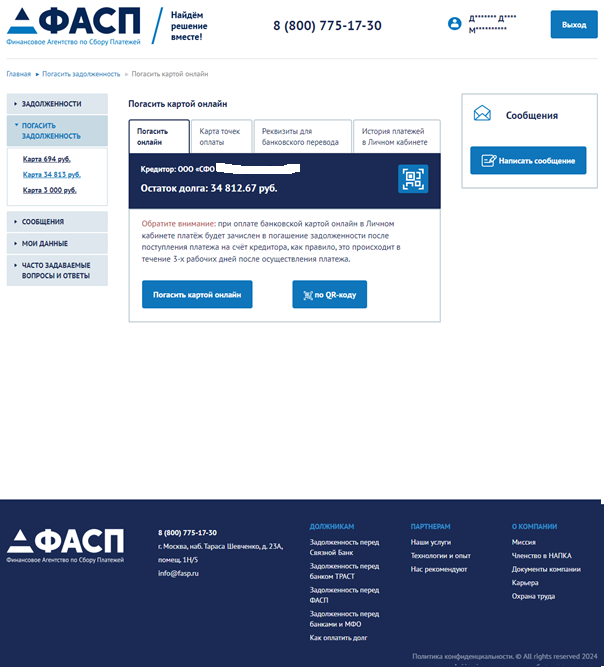 ФАСП
Финансовое Агентство по Сбору Платежей
Найдём
решение
вместе!
8 (800) 775-17-30
Д******* Д****
М**********
Выход
Главная ▸ Погасить задолженность » Погасить картой онлайн
ЗАДОЛЖЕННОСТИ
ПОГАСИТЬ
ЗАДОЛЖЕННОСТЬ
Карта 694 руб.
Карта 34 813 руб.
Карта 3 000 руб.
СООБЩЕНИЯ
МОИ ДАННЫЕ
ЧАСТО ЗАДАВАЕМЫЕ
ВОПРОСЫ И ОТВЕТЫ
Погасить картой онлайн
Погасить
онлайн
Карта точек
оплаты
Реквизиты для
банковского перевода
История платежей
в Личном кабинете
Кредитор: ООО «СФО
Остаток долга: 34 812.67 руб.
Обратите внимание: при оплате банковской картой онлайн в Личном
кабинете платёж будет зачислен в погашение задолженности после
поступления платежа на счёт кредитора, как правило, это происходит в
течение 3-х рабочих дней после осуществления платежа.
Погасить картой онлайн
по QR-коду
Сообщения
Написать сообщение
ФАСП
Финансовое Агентство по Сбору Платежей
8 (800) 775-17-30
г. Москва, наб. Тараса Шевченко, д. 23А,
помещ. 1Н/5
info@fasp.ru
ДОЛЖНИКАМ
Задолженность перед
Связной Банк
Задолженность перед
банком ТРАСТ
Задолженность перед
ФАСП
Задолженность перед
банками и МФО
Как оплатить долг
ПАРТНЕРАМ
Наши услуги
Технологии и опыт
Нас рекомендуют
О КОМПАНИИ
Миссия
Членство в НАПКА
Документы компании
Карьера
Охрана труда
Политика конфиденциальности. © All rights reserved 2024